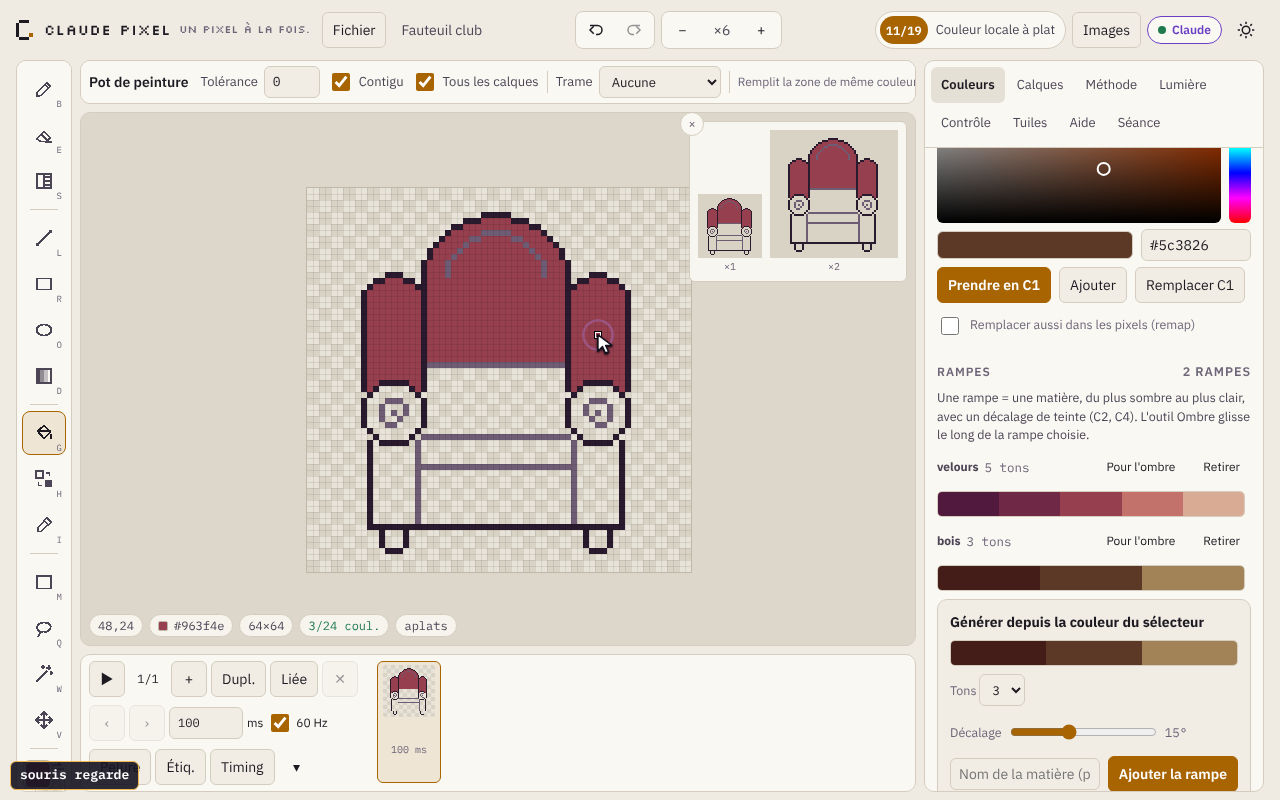 CLAUDE PIXEL UN PIXEL À LA FOIS.
Fichier
Fauteuil club
− ×6 +
11/19 Couleur locale à plat
Images
Claude
Pot de peinture Tolérance 0 Contigu Tous les calques Trame Aucune Remplit la zone de même couleur
B
E
S
L
R
O
D
G
H
I
M
Q
W
V
×
×1 ×2
48,24 #963f4e 64×64 3/24 coul. aplats
1/1 + Dupl. Liée ×
‹ › 100 ms 60 Hz
Étiq. Timing ▼
100 ms
souris regarde
Couleurs Calques Méthode Lumière
Contrôle Tuiles Aide Séance
#5c3826
Prendre en C1 Ajouter Remplacer C1
Remplacer aussi dans les pixels (remap)
RAMPES 2 RAMPES
Une rampe = une matière, du plus sombre au plus clair,
avec un décalage de teinte (C2, C4). L'outil Ombre glisse
le long de la rampe choisie.
velours 5 tons Pour l'ombre Retirer
bois 3 tons Pour l'ombre Retirer
Générer depuis la couleur du sélecteur
Tons 3
Décalage 15°
Nom de la matière (p Ajouter la rampe